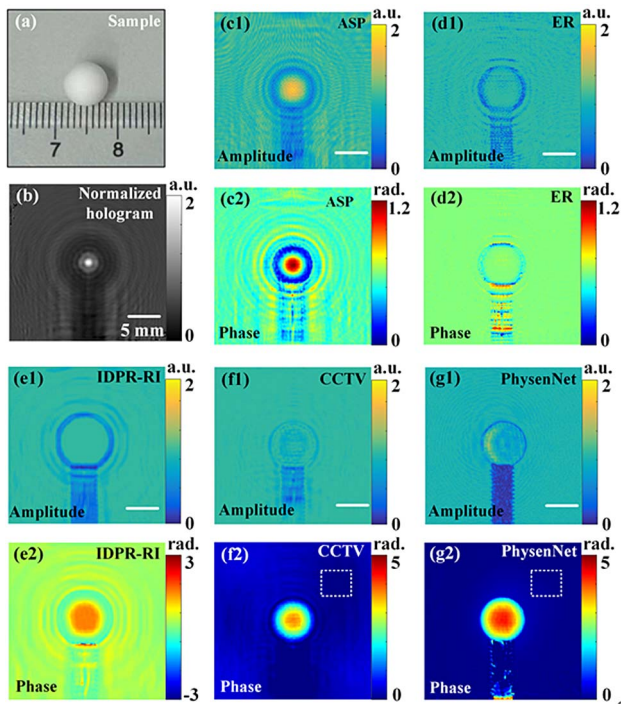 (a)
Sample
7 8
(b)
Normalized
hologram
a.u.
2
0
5 mm
(c1)
ASP
a.u.
2
0
Amplitude
(d1)
ER
a.u.
2
0
Amplitude
(c2)
ASP
rad.
1.2
0
Phase
(d2)
ER
rad.
1.2
0
Phase
(e1)
IDPR-RI
a.u.
2
0
Amplitude
(f1)
CCTV
a.u.
2
0
Amplitude
(g1)
PhysenNet
a.u.
2
0
Amplitude
(e2)
IDPR-RI
rad.
3
-3
Phase
(f2)
CCTV
rad.
5
0
Phase
(g2)
PhysenNet
rad.
5
0
Phase